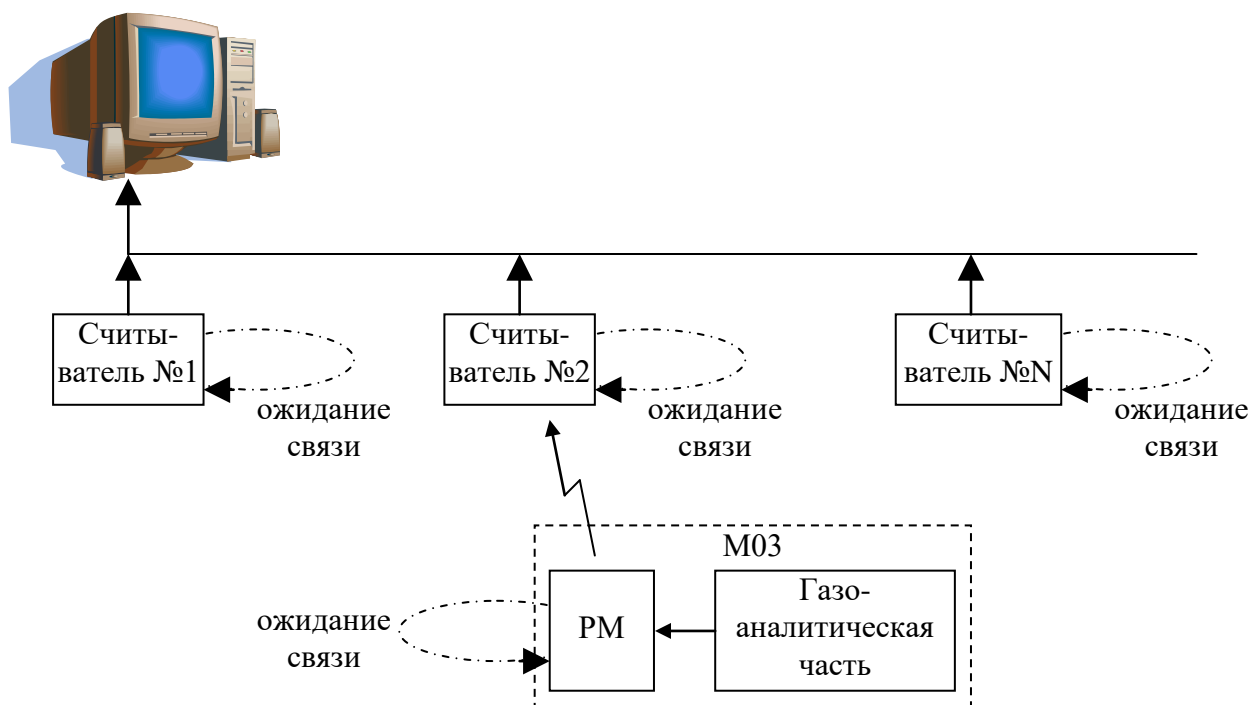 Считы-
ватель №1
Считы-
ватель №2
Считы-
ватель №N
ожидание
связи
ожидание
связи
ожидание
связи
М03
ожидание
связи
РМ
Газо-
аналитическая
часть